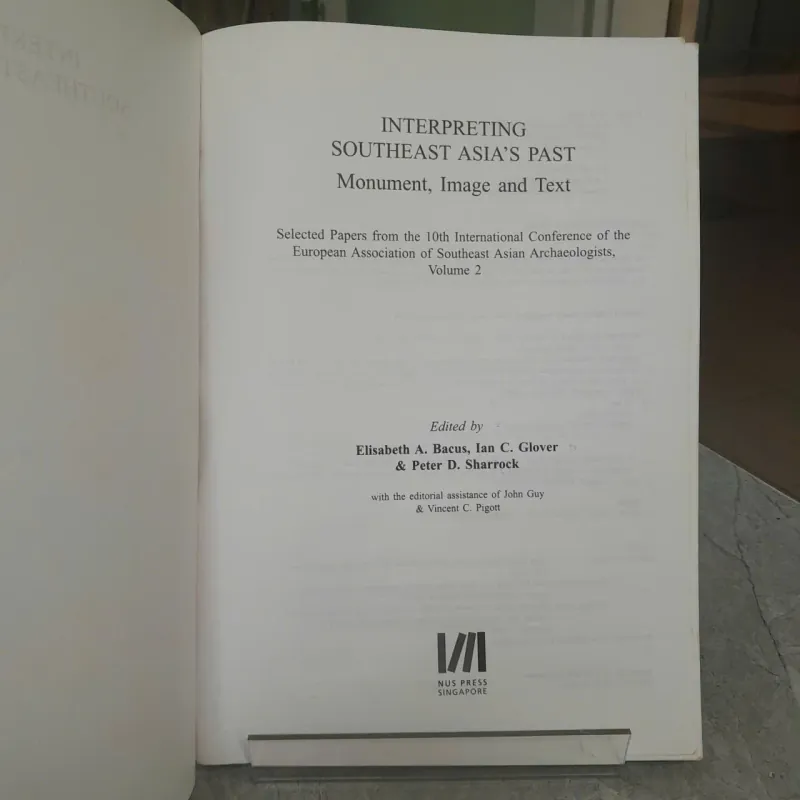 INTERPRETING
SOUTHEAST ASIA'S PAST
Monument, Image and Text
Selected Papers from the 10th International Conference of the
European Association of Southeast Asian Archaeologists,
Volume 2
Edited by
Elisabeth A. Bacus, Ian C. Glover
& Peter D. Sharrock
with the editorial assistance of John Guy
& Vincent C. Pigott
NUS PRESS
SINGAPORE